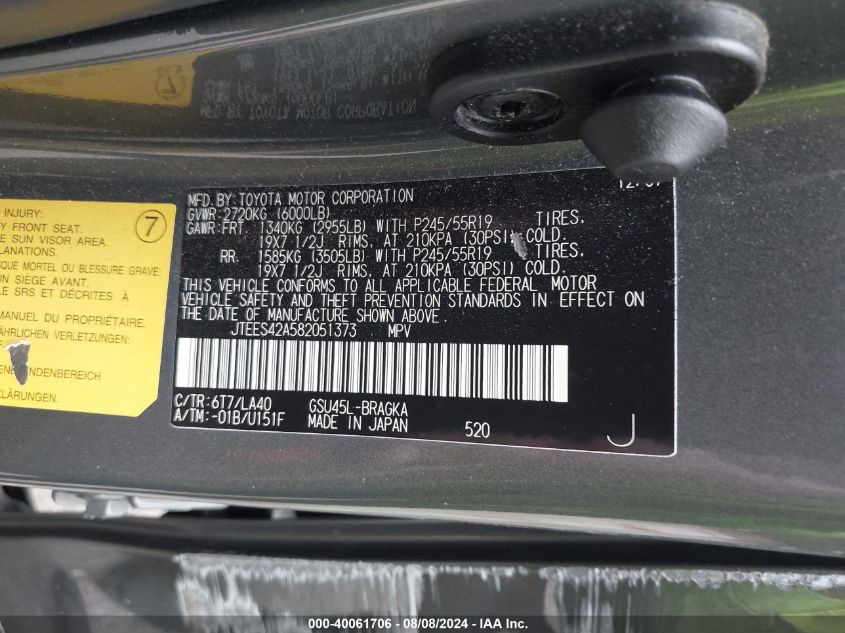 INJURY:
Y FRONT SEAT.
E SUN VISOR AREA.
PLANATIONS.
QUE MORTEL OU BLESSURE GRAVE:
IN SIÈGE AVANT.
LE SRS ET DÉCRITES À
MANUEL DU PROPRIÉTAIRE.
ÄHRLICHEN VERLETZUNGEN:
ENBEREICH
KLÄRUNGEN.
7
12/07
MFD.BY:TOYOTA MOTOR CORPORATION
GVWR:2720KG (6000LB)
GAWR:FRT. 1340KG (2955LB) WITH P245/55R19 TIRES,
19X7 1/2J RIMS, AT 210KPA (30PSI) COLD.
RR. 1585KG (3505LB) WITH P245/55R19 TIRES,
19X7 1/2J RIMS, AT 210KPA (30PSI) COLD.
THIS VEHICLE CONFORMS TO ALL APPLICABLE FEDERAL MOTOR
VEHICLE SAFETY AND THEFT PREVENTION STANDARDS IN EFFECT ON
THE DATE OF MANUFACTURE SHOWN ABOVE.
JTEES42A582051373 MPV
C/TR:6T7/LA40 GSU45L-BRAGKA
A/TM:-01B/U151F MADE IN JAPAN 520 J
000-40061706 - 08/08/2024 - IAA Inc.